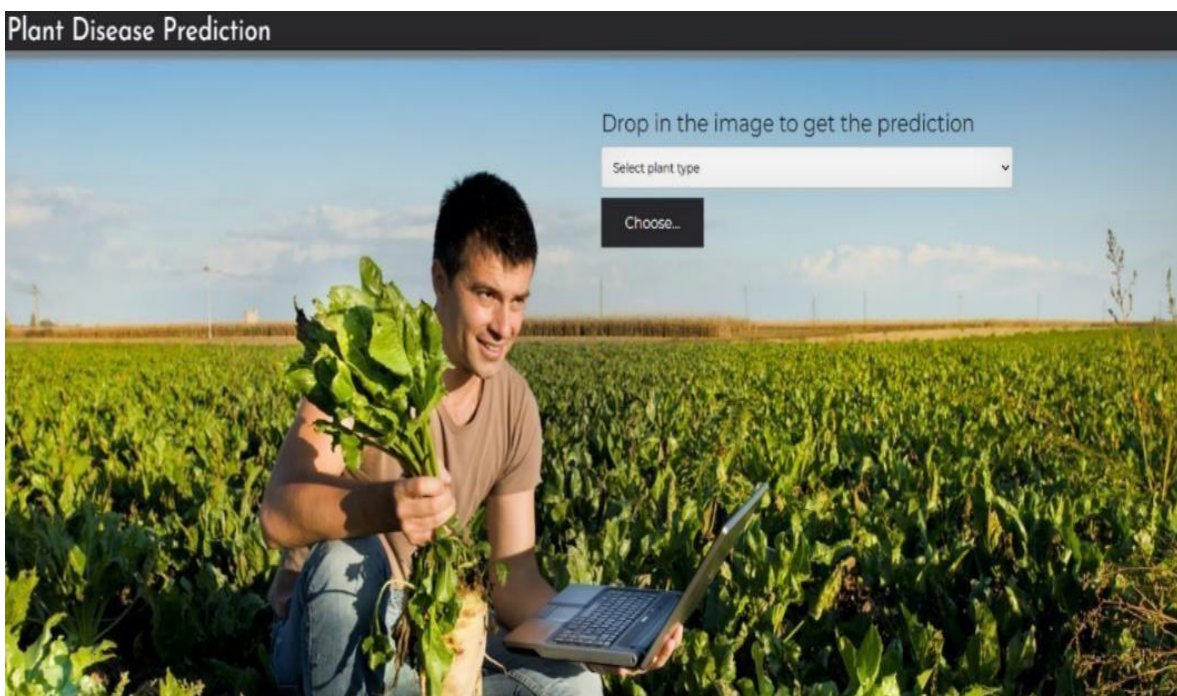 Plant Disease Prediction
Drop in the image to get the prediction
Select plant type
Choose...